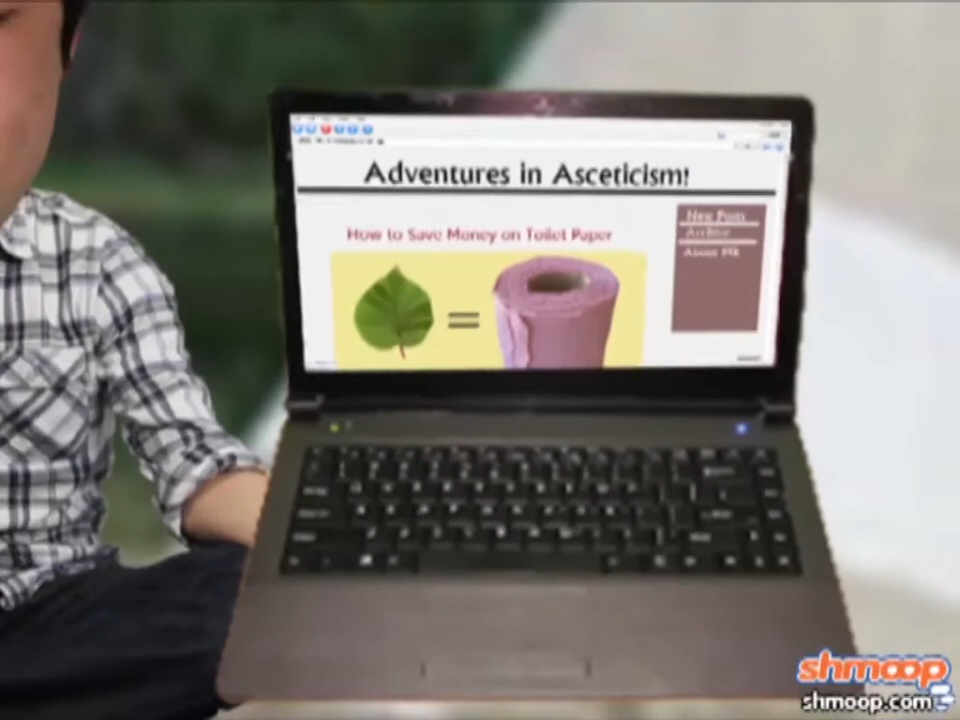 Adventures in Asceticism!
How to Save Money on Toilet Paper
New Posts
Archive
About Me
=
shmoop
shmoop.com